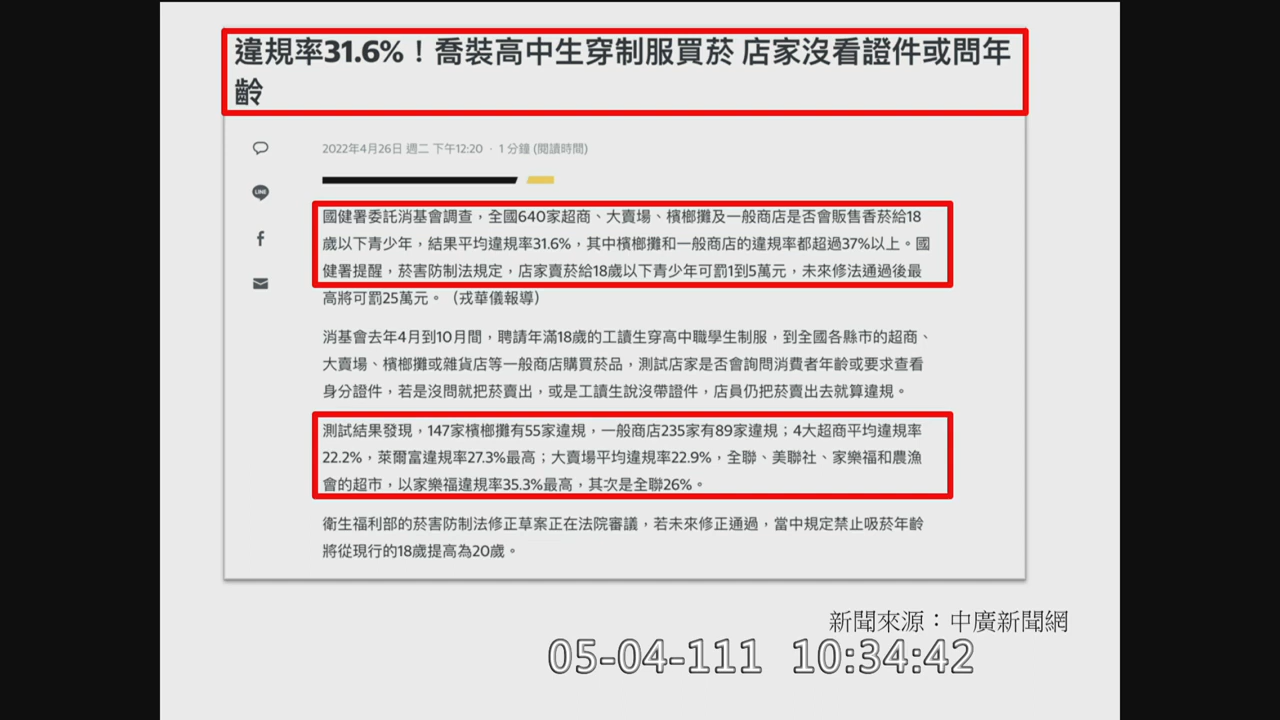 違規率31.6%！喬裝高中生穿制服買菸 店家沒看證件或問年
齡
2022年4月26日 週二 下午12:20 · 1 分鐘 (閱讀時間)
LINE
國健署委託消基會調查，全國640家超商、大賣場、檳榔攤及一般商店是否會販售香菸給18
歲以下青少年，結果平均違規率31.6%，其中檳榔攤和一般商店的違規率都超過37%以上。國
健署提醒，菸害防制法規定，店家賣菸給18歲以下青少年可罰1到5萬元，未來修法通過後最
高將可罰25萬元。（戎華儀報導）
消基會去年4月到10月間，聘請年滿18歲的工讀生穿高中職學生制服，到全國各縣市的超商、
大賣場、檳榔攤或雜貨店等一般商店購買菸品，測試店家是否會詢問消費者年齡或要求查看
身分證件，若是沒問就把菸賣出，或是工讀生說沒帶證件，店員仍把菸賣出去就算違規。
測試結果發現，147家檳榔攤有55家違規，一般商店235家有89家違規；4大超商平均違規率
22.2%，萊爾富違規率27.3%最高；大賣場平均違規率22.9%，全聯、美聯社、家樂福和農漁
會的超市，以家樂福違規率35.3%最高，其次是全聯26%。
衛生福利部的菸害防制法修正草案正在法院審議，若未來修正通過，當中規定禁止吸菸年齡
將從現行的18歲提高為20歲。
新聞來源：中廣新聞網
05-04-111 10:34:42